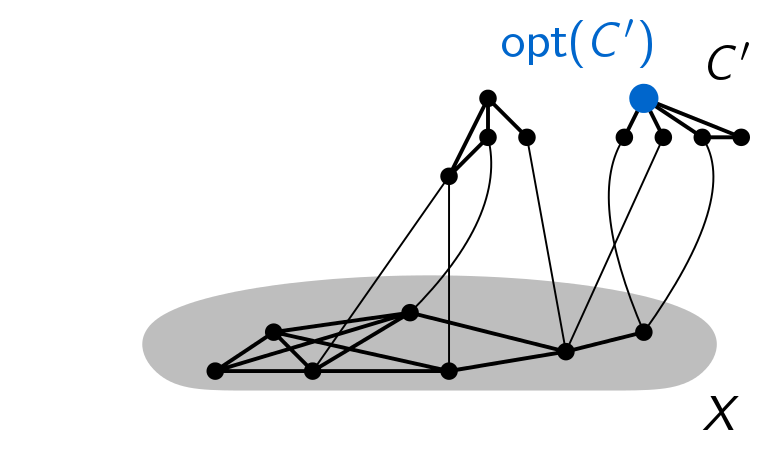 opt(C′)
C′
X